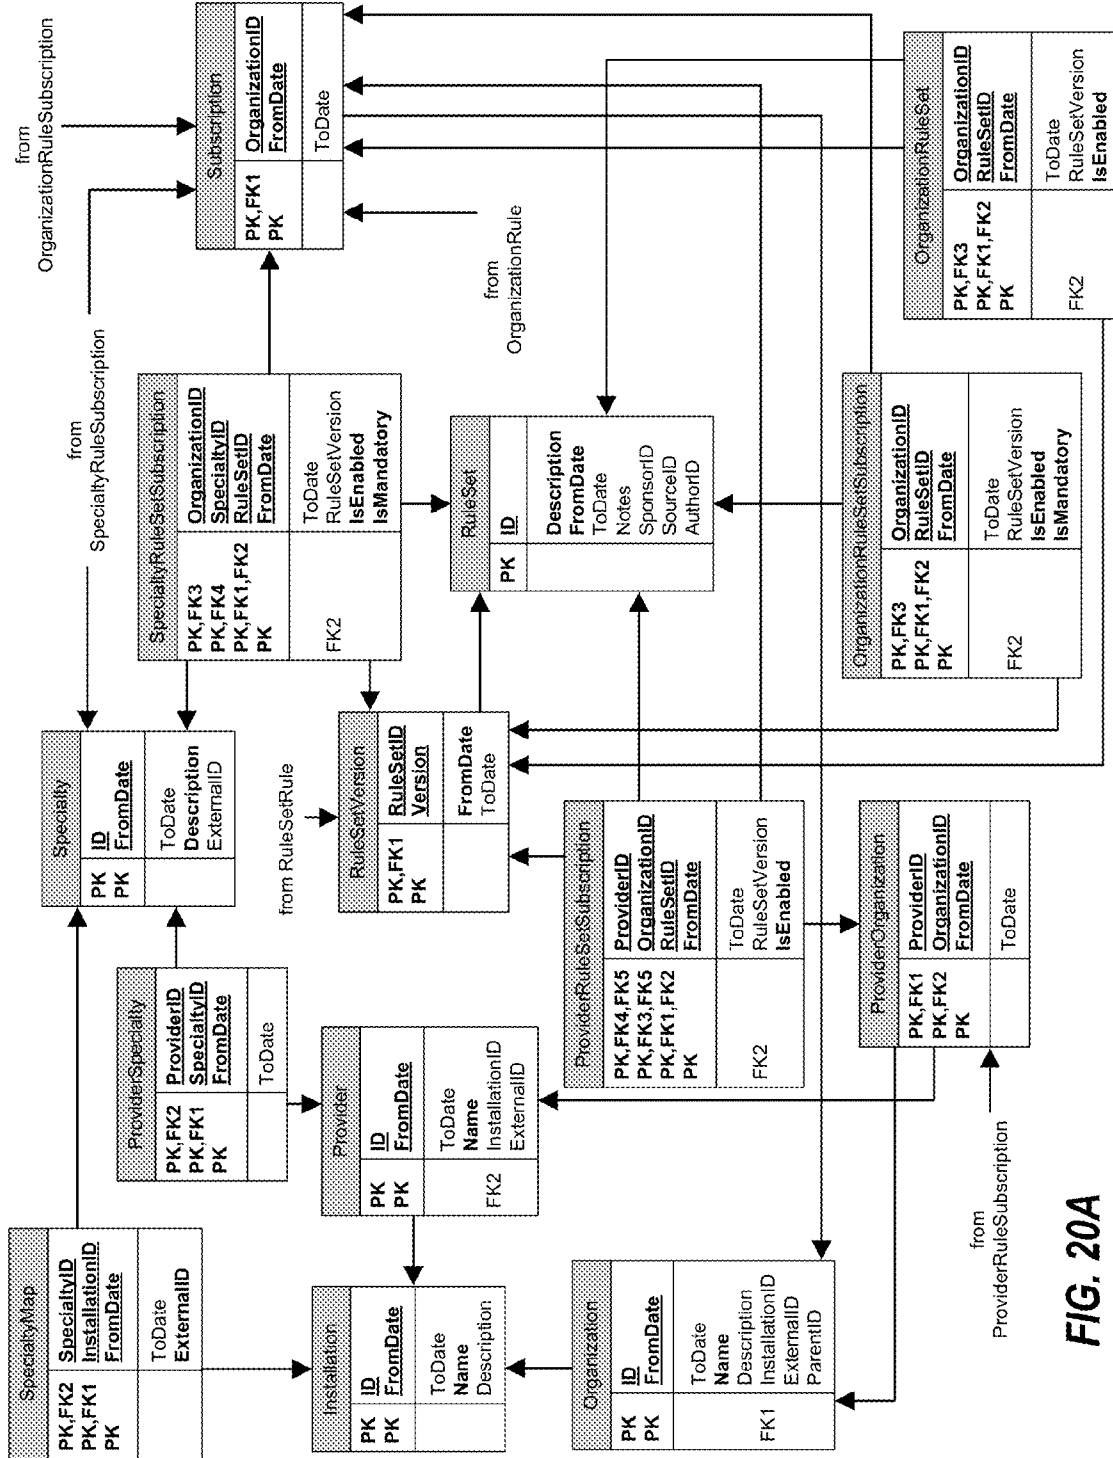 SpecialtyMap
PK,FK2 SpecialtyID
PK,FK1 InstallationID
PK FromDate
ToDate
ExternalID
ProviderSpecialty
PK,FK2 ProviderID
PK,FK1 SpecialtyID
PK FromDate
ToDate
Specialty
PK ID
PK FromDate
ToDate
Description
ExternalID
from
SpecialtyRuleSubscription
from
OrganizationRuleSubscription
Installation
PK ID
PK FromDate
ToDate
Name
Description
Provider
PK ID
PK FromDate
ToDate
Name
FK2 InstallationID
ExternalID
from RuleSetRule
RuleSetVersion
PK,FK1 RuleSetID
PK Version
FromDate
ToDate
SpecialtyRuleSetSubscription
PK,FK3 OrganizationID
PK,FK4 SpecialtyID
PK,FK1,FK2 RuleSetID
PK FromDate
ToDate
FK2 RuleSetVersion
IsEnabled
IsMandatory
Subscription
PK,FK1 OrganizationID
PK FromDate
ToDate
RuleSet
PK ID
Description
FromDate
ToDate
Notes
SponsorID
SourceID
AuthorID
from
OrganizationRule
Organization
PK ID
PK FromDate
ToDate
Name
Description
FK1 InstallationID
ExternalID
ParentID
ProviderRuleSetSubscription
PK,FK4,FK5 ProviderID
PK,FK3,FK5 OrganizationID
PK,FK1,FK2 RuleSetID
PK FromDate
ToDate
FK2 RuleSetVersion
IsEnabled
ProviderOrganization
PK,FK1 ProviderID
PK,FK2 OrganizationID
PK FromDate
ToDate
OrganizationRuleSetSubscription
PK,FK3 OrganizationID
PK,FK1,FK2 RuleSetID
PK FromDate
ToDate
FK2 RuleSetVersion
IsEnabled
IsMandatory
OrganizationRuleSet
PK,FK3 OrganizationID
PK,FK1,FK2 RuleSetID
PK FromDate
ToDate
FK2 RuleSetVersion
IsEnabled
from
ProviderRuleSubscription
FIG. 20A